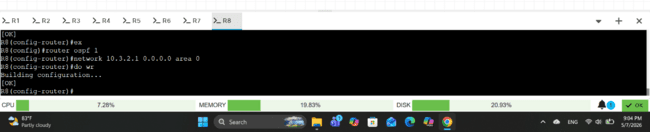 R1 R2 R3 R4 R5 R6 R7 R8
[OK]
R8(config-router)#ex
R8(config)#router ospf 1
R8(config-router)#network 10.3.2.1 0.0.0.0 area 0
R8(config-router)#do wr
Building configuration...
[OK]
R8(config-router)#
CPU 7.28% MEMORY 19.83% DISK 20.93% OK
83°F
Partly cloudy
Search
ENG
9:04 PM
5/7/2026